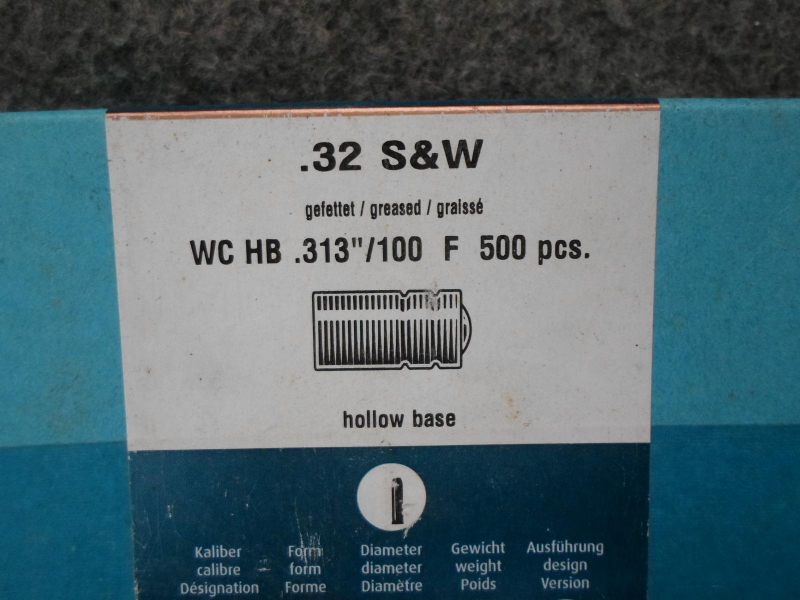 .32 S&W
gefettet / greased / graissé
WC HB .313"/100 F 500 pcs.
hollow base
Kaliber Form Diameter Gewicht Ausführung
calibre form diameter weight design
Désignation Forme Diamètre Poids Version